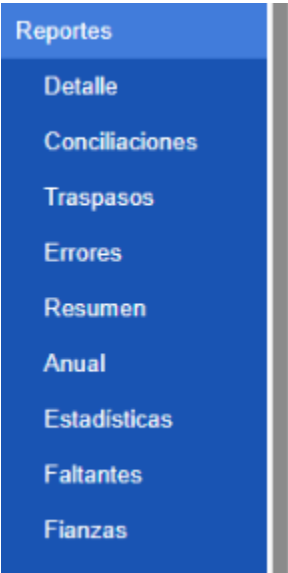 Reportes
Detalle
Conciliaciones
Traspasos
Errores
Resumen
Anual
Estadísticas
Faltantes
Fianzas